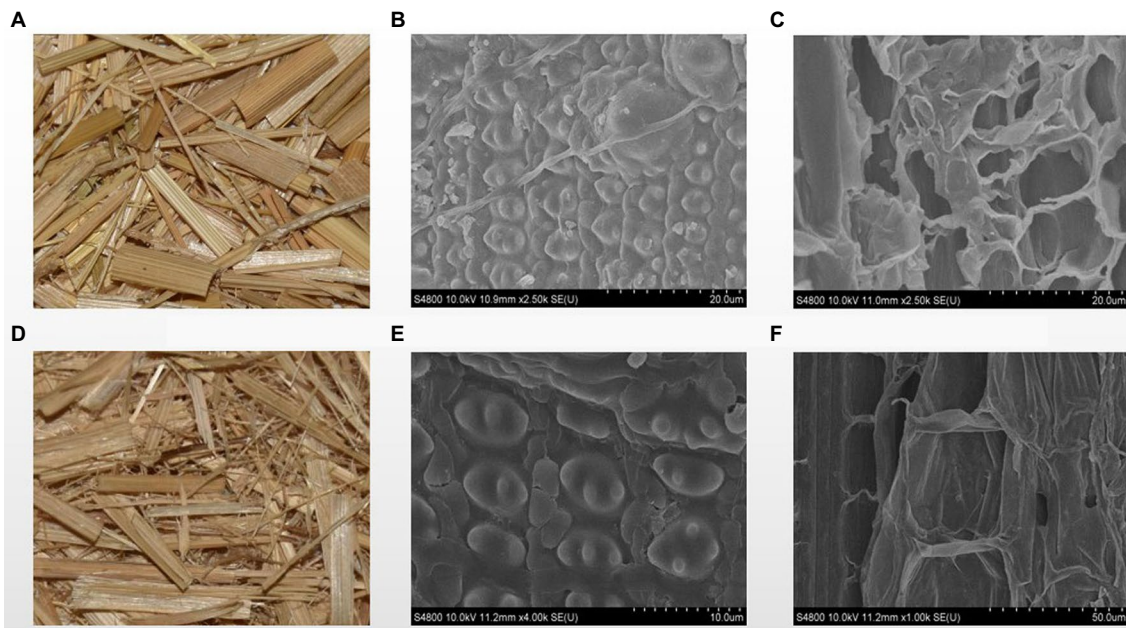 A
B
C
S4800 10.0kV 10.9mm x2.50k SE(U)
20.0um
S4800 10.0kV 11.0mm x2.50k SE(U)
20.0um
D
E
F
S4800 10.0kV 11.2mm x4.00k SE(U)
10.0um
S4800 10.0kV 11.2mm x1.00k SE(U)
50.0um